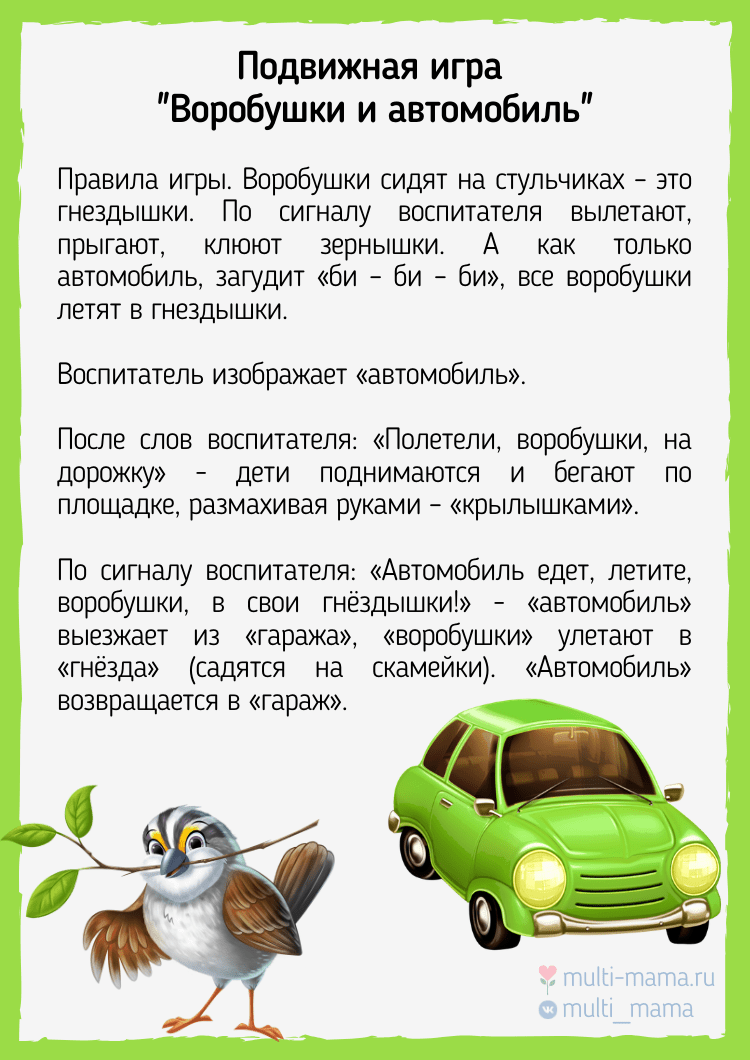 Подвижная игра
"Воробушки и автомобиль"
Правила игры. Воробушки сидят на стульчиках – это
гнездышки. По сигналу воспитателя вылетают,
прыгают, клюют зернышки. А как только
автомобиль, загудит «би – би – би», все воробушки
летят в гнездышки.
Воспитатель изображает «автомобиль».
После слов воспитателя: «Полетели, воробушки, на
дорожку» – дети поднимаются и бегают по
площадке, размахивая руками – «крылышками».
По сигналу воспитателя: «Автомобиль едет, летите,
воробушки, в свои гнёздышки!» – «автомобиль»
выезжает из «гаража», «воробушки» улетают в
«гнёзда» (садятся на скамейки). «Автомобиль»
возвращается в «гараж».
multi-mama.ru
multi_mama